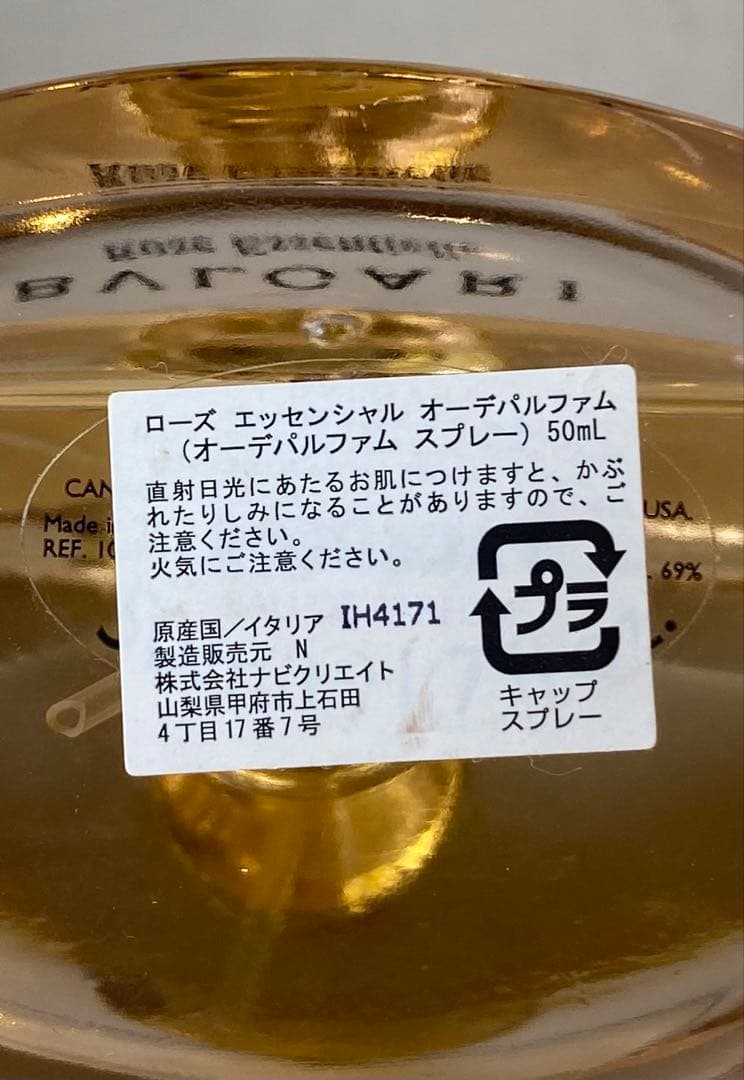 Rose Essentielle
BVLGARI
ローズ エッセンシャル オーデパルファム
(オーデパルファム スプレー) 50mL
直射日光にあたるお肌につけますと、かぶ
れたりしみになることがありますので、ご
注意ください。
火気にご注意ください。
原産国/イタリア IH4171
製造販売元 N
株式会社ナビクリエイト
山梨県甲府市上石田
4丁目17番7号
プラ
キャップ
スプレー
CAN
Made
REF.
USA.
69%